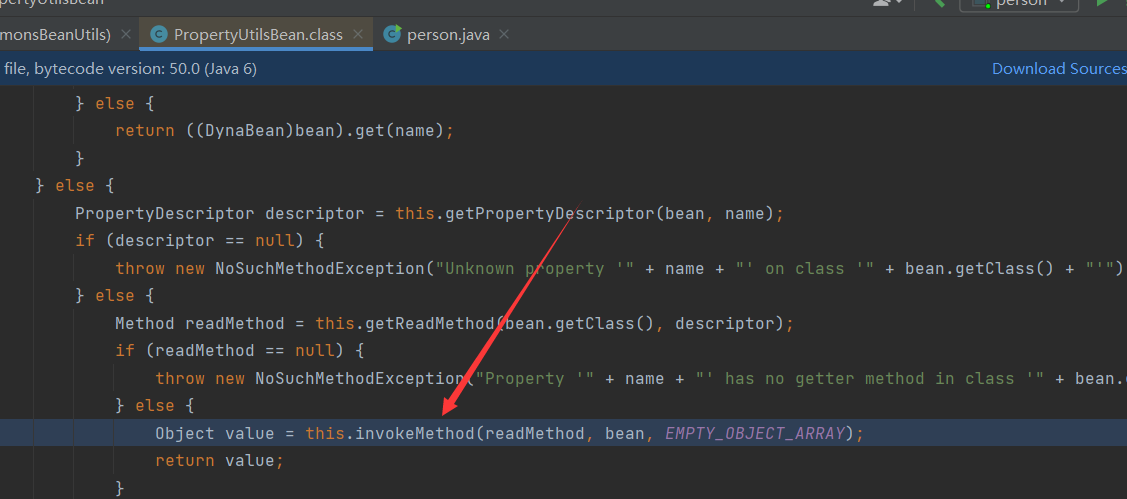 pertyUtilsBean
person
monsBeanUtils) PropertyUtilsBean.class person.java
file, bytecode version: 50.0 (Java 6) Download Sources
} else {
return ((DynaBean)bean).get(name);
}
} else {
PropertyDescriptor descriptor = this.getPropertyDescriptor(bean, name);
if (descriptor == null) {
throw new NoSuchMethodException("Unknown property '" + name + "' on class '" + bean.getClass() + "'")
} else {
Method readMethod = this.getReadMethod(bean.getClass(), descriptor);
if (readMethod == null) {
throw new NoSuchMethodException("Property '" + name + "' has no getter method in class '" + bean.
} else {
Object value = this.invokeMethod(readMethod, bean, EMPTY_OBJECT_ARRAY);
return value;
}